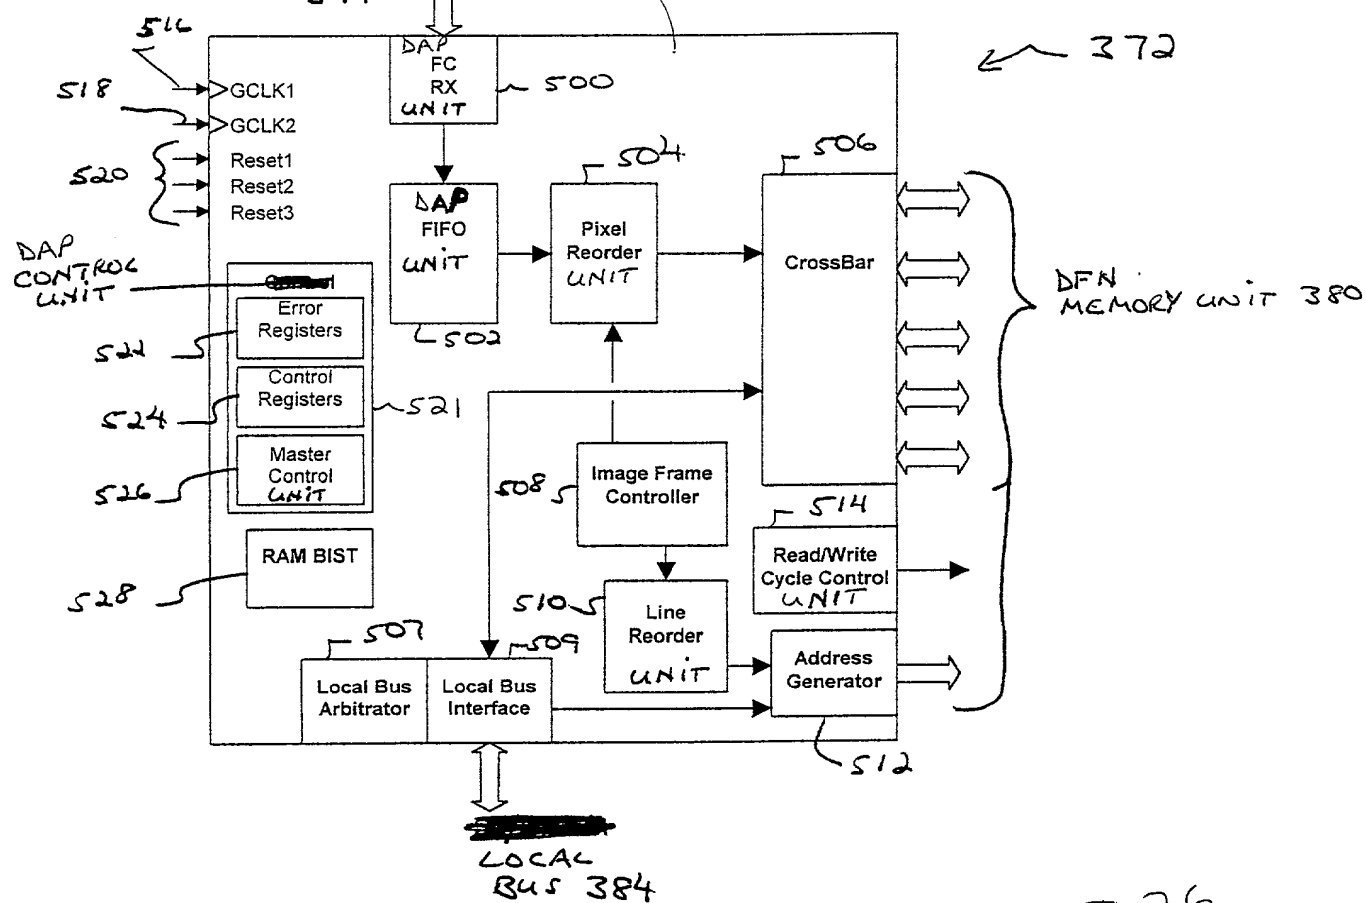 516
372
DAP
FC
RX
UNIT
500
GCLK1
518
GCLK2
520
Reset1
Reset2
Reset3
504
506
DAP
FIFO
UNIT
502
Pixel
Reorder
UNIT
CrossBar
DAP
CONTROL
UNIT
DFN
MEMORY UNIT 380
Error
Registers
522
Control
Registers
524
521
Master
Control
UNIT
526
Image Frame
Controller
508
514
Read/Write
Cycle Control
UNIT
RAM BIST
528
510
Line
Reorder
UNIT
507
509
Local Bus
Arbitrator
Local Bus
Interface
Address
Generator
512
LOCAL
BUS 384